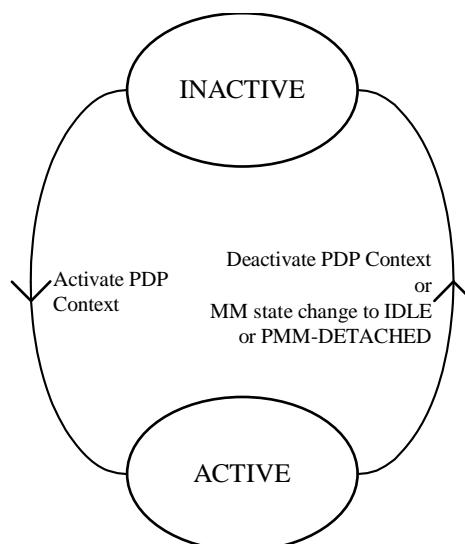 INACTIVE
Activate PDP
Context
Deactivate PDP Context
or
MM state change to IDLE
or PMM-DETACHED
ACTIVE